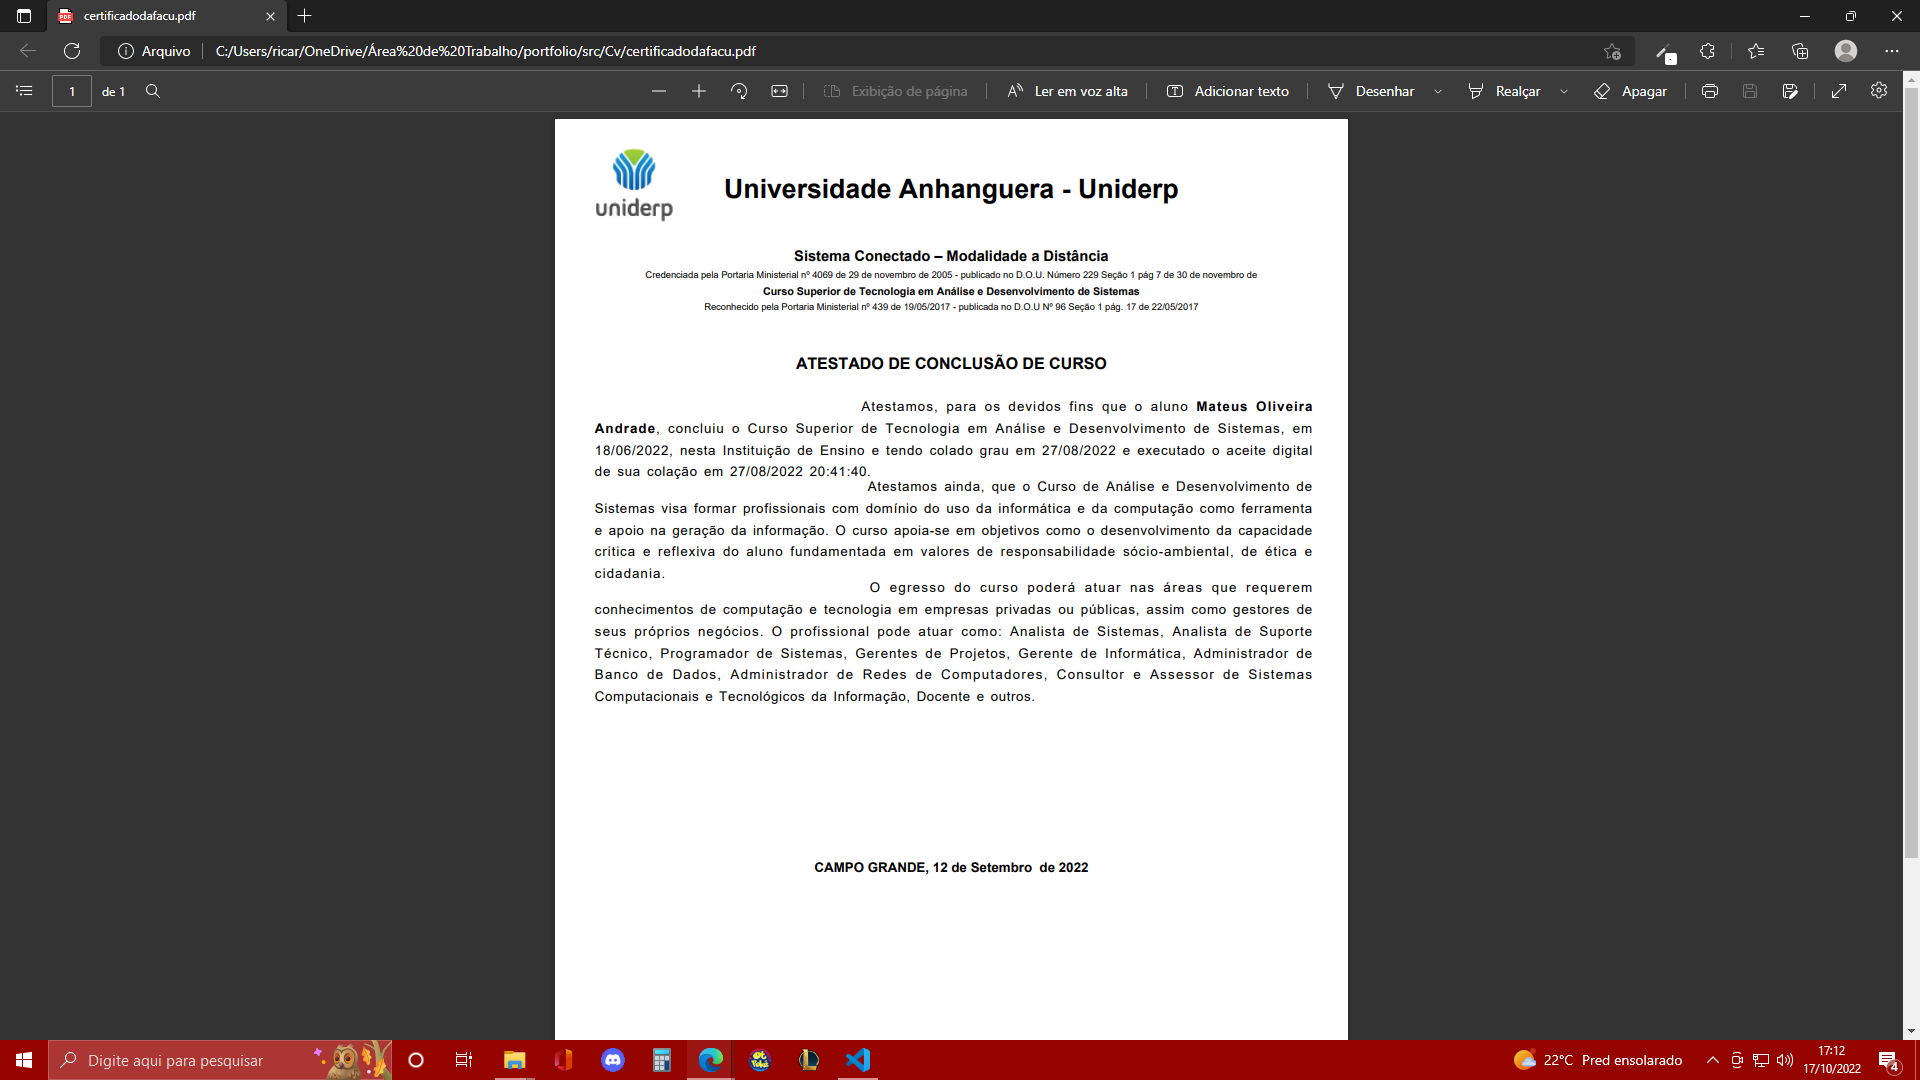 certificadodafacu.pdf
Arquivo
C:/Users/ricar/OneDrive/Área%20de%20Trabalho/portfolio/src/Cv/certificadodafacu.pdf
1 de 1
Exibição de página
Ler em voz alta
Adicionar texto
Desenhar
Realçar
Apagar
uniderp
Universidade Anhanguera - Uniderp
Sistema Conectado – Modalidade a Distância
Credenciada pela Portaria Ministerial nº 4069 de 29 de novembro de 2005 - publicado no D.O.U. Número 229 Seção 1 pág 7 de 30 de novembro de
Curso Superior de Tecnologia em Análise e Desenvolvimento de Sistemas
Reconhecido pela Portaria Ministerial nº 439 de 19/05/2017 - publicada no D.O.U Nº 96 Seção 1 pág. 17 de 22/05/2017
ATESTADO DE CONCLUSÃO DE CURSO
Atestamos, para os devidos fins que o aluno Mateus Oliveira
Andrade, concluiu o Curso Superior de Tecnologia em Análise e Desenvolvimento de Sistemas, em
18/06/2022, nesta Instituição de Ensino e tendo colado grau em 27/08/2022 e executado o aceite digital
de sua colação em 27/08/2022 20:41:40.
Atestamos ainda, que o Curso de Análise e Desenvolvimento de
Sistemas visa formar profissionais com domínio do uso da informática e da computação como ferramenta
e apoio na geração da informação. O curso apoia-se em objetivos como o desenvolvimento da capacidade
critica e reflexiva do aluno fundamentada em valores de responsabilidade sócio-ambiental, de ética e
cidadania.
O egresso do curso poderá atuar nas áreas que requerem
conhecimentos de computação e tecnologia em empresas privadas ou públicas, assim como gestores de
seus próprios negócios. O profissional pode atuar como: Analista de Sistemas, Analista de Suporte
Técnico, Programador de Sistemas, Gerentes de Projetos, Gerente de Informática, Administrador de
Banco de Dados, Administrador de Redes de Computadores, Consultor e Assessor de Sistemas
Computacionais e Tecnológicos da Informação, Docente e outros.
CAMPO GRANDE, 12 de Setembro de 2022
Digite aqui para pesquisar
22°C Pred ensolarado
17:12
17/10/2022
4